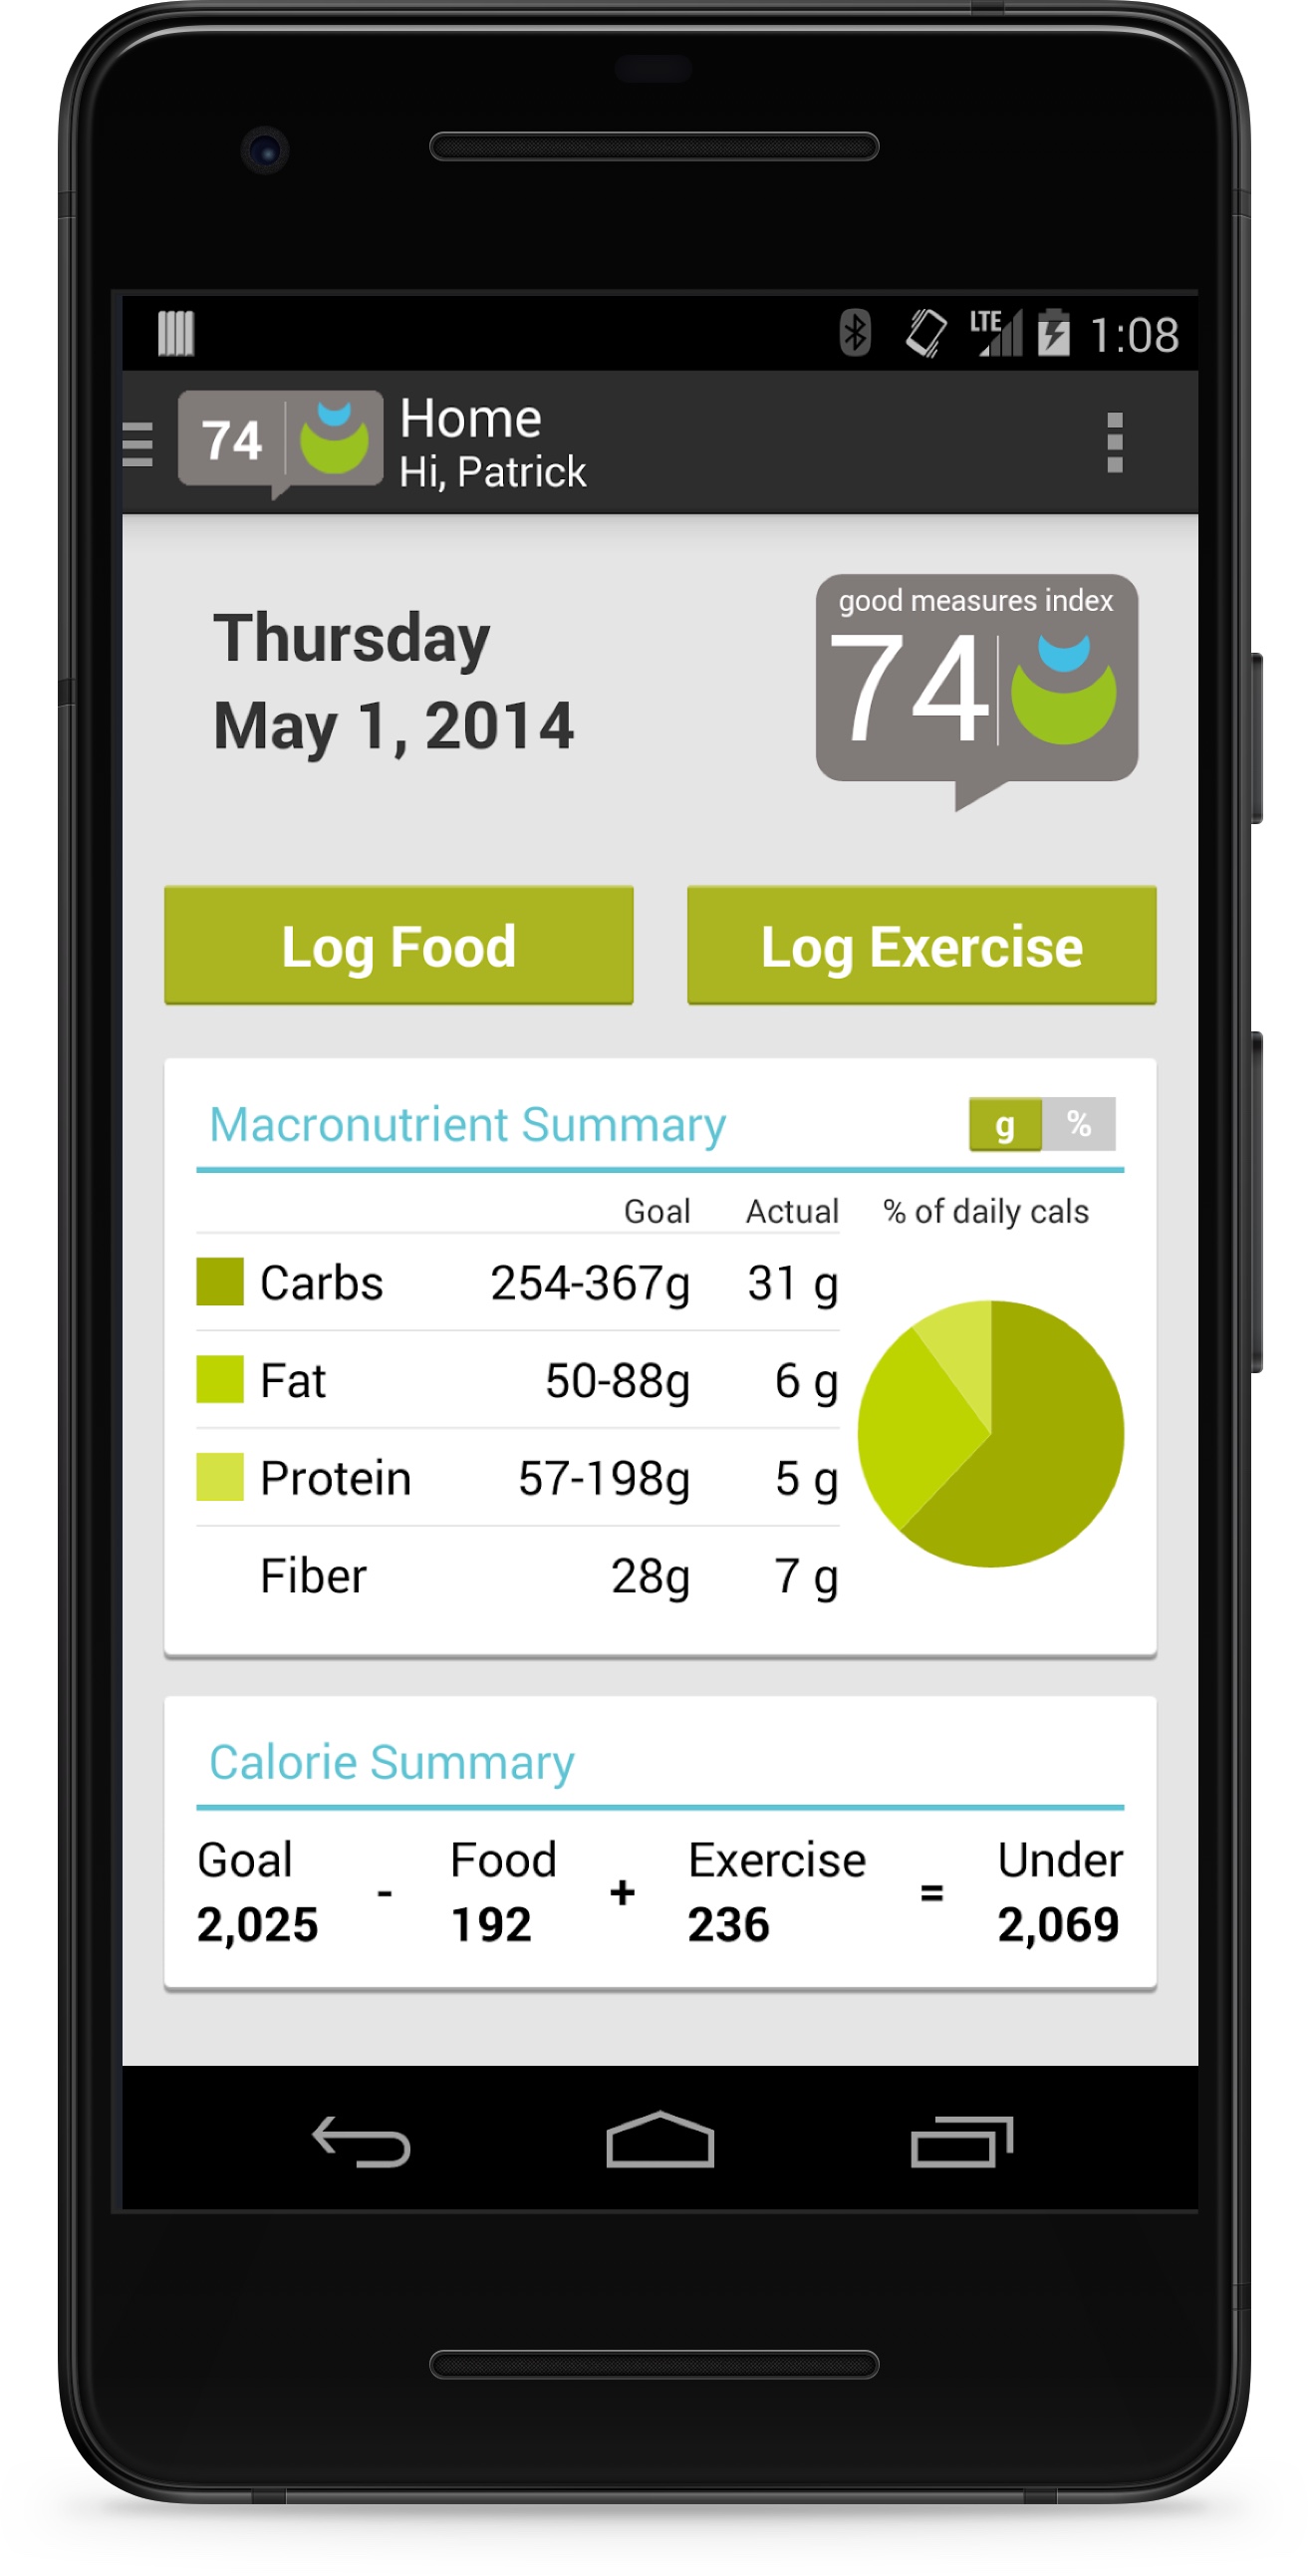 LTE 1:08
74
Home
Hi, Patrick
Thursday
May 1, 2014
good measures index
74
Log Food
Log Exercise
Macronutrient Summary
g %
Goal Actual % of daily cals
Carbs 254-367g 31 g
Fat 50-88g 6 g
Protein 57-198g 5 g
Fiber 28g 7 g
Calorie Summary
Goal Food Exercise Under
2,025 - 192 + 236 = 2,069